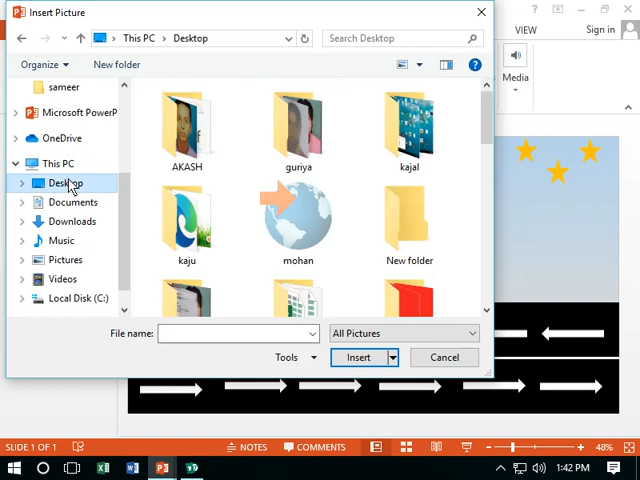 Insert Picture
This PC
Desktop
Search Desktop
Organize
New folder
sameer
Microsoft PowerP
OneDrive
This PC
Desktop
Documents
Downloads
Music
Pictures
Videos
Local Disk (C:)
AKASH
guriya
kajal
kaju
mohan
New folder
File name:
All Pictures
Tools
Insert
Cancel
VIEW
Sign in
Media
SLIDE 1 OF 1
NOTES
COMMENTS
48%
1:42 PM